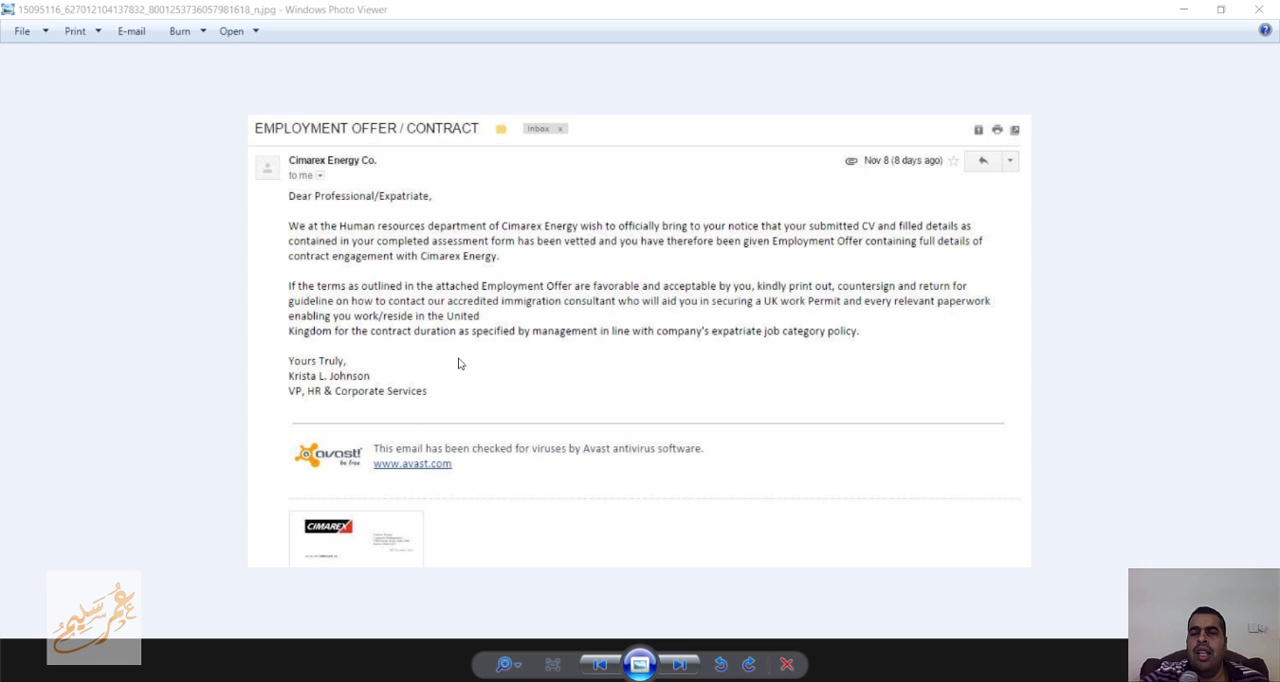 15095116_627012104137832_8001253736057981618_n.jpg - Windows Photo Viewer
File Print E-mail Burn Open
EMPLOYMENT OFFER / CONTRACT Inbox x
Cimarex Energy Co. Nov 8 (8 days ago)
to me
Dear Professional/Expatriate,
We at the Human resources department of Cimarex Energy wish to officially bring to your notice that your submitted CV and filled details as
contained in your completed assessment form has been vetted and you have therefore been given Employment Offer containing full details of
contract engagement with Cimarex Energy.
If the terms as outlined in the attached Employment Offer are favorable and acceptable by you, kindly print out, countersign and return for
guideline on how to contact our accredited immigration consultant who will aid you in securing a UK work Permit and every relevant paperwork
enabling you work/reside in the United
Kingdom for the contract duration as specified by management in line with company's expatriate job category policy.
Yours Truly,
Krista L. Johnson
VP, HR & Corporate Services
avast!
be free
This email has been checked for viruses by Avast antivirus software.
www.avast.com
CIMAREX
عمر سليم